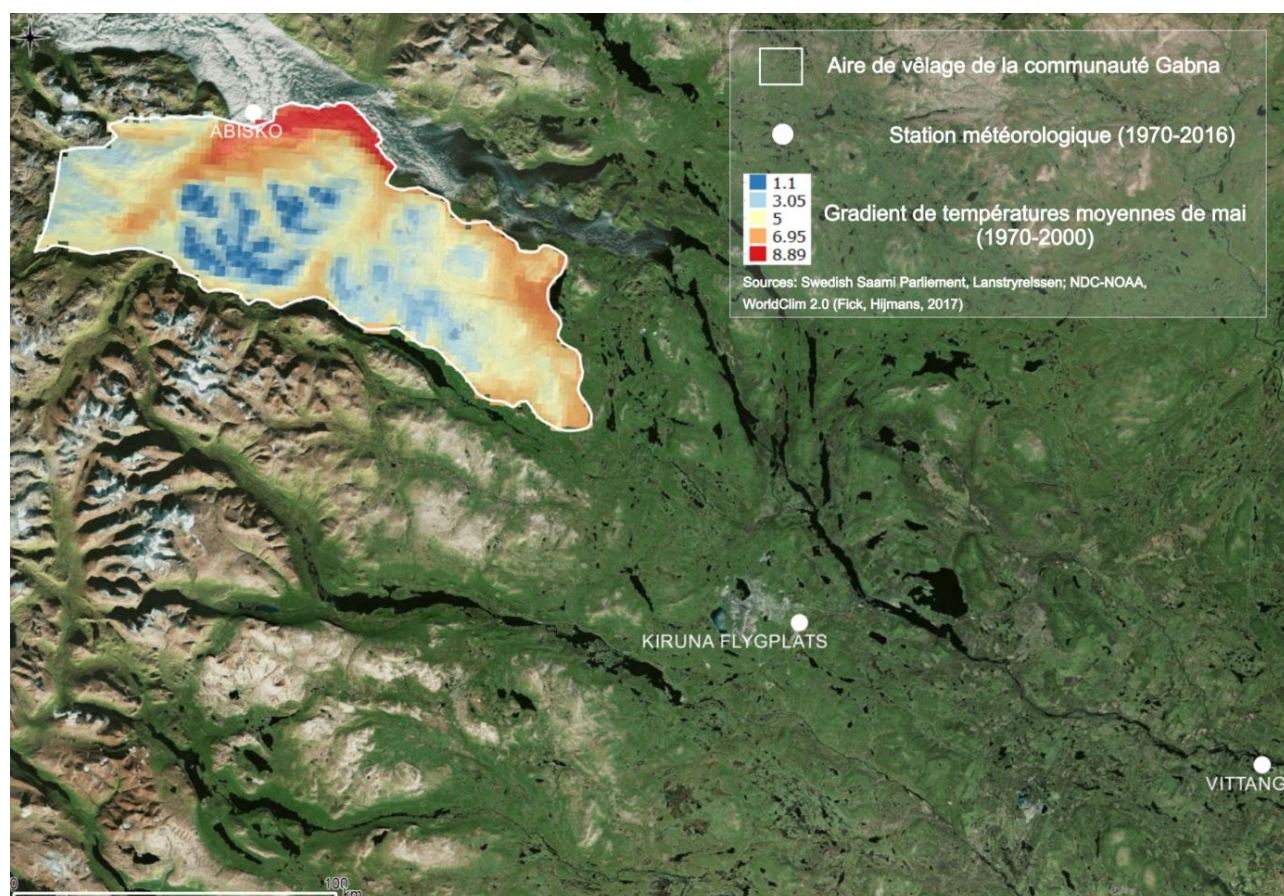 Aire de vêlage de la communauté Gabna
Station météorologique (1970-2016)
1.1
3.05
5
6.95
8.89
Gradient de températures moyennes de mai
(1970-2000)
Sources: Swedish Saami Parliement, Lanstryrelssen; NDC-NOAA,
WorldClim 2.0 (Fick, Hijmans, 2017)
ABISKO
KIRUNA FLYGPLATS
VITTANGI
0
100
km